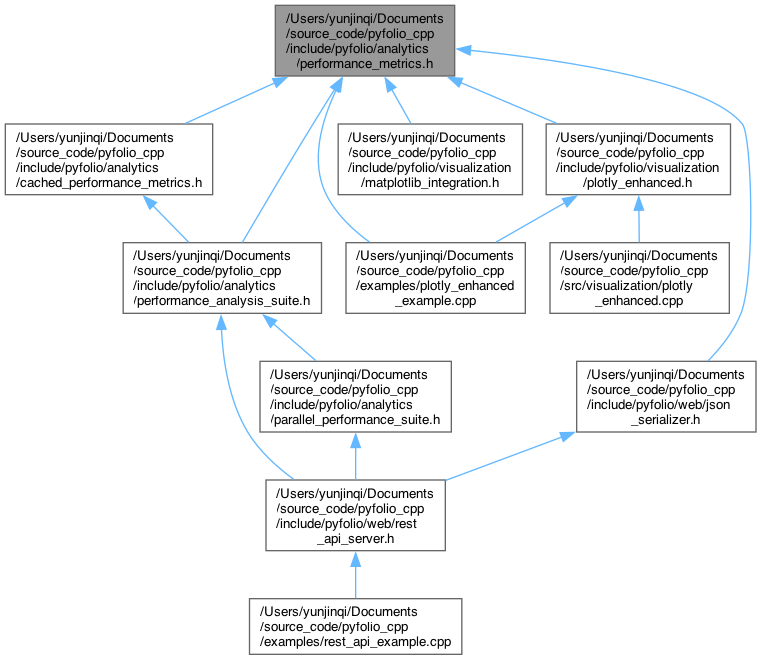 /Users/yunjinqi/Documents
/source_code/pyfolio_cpp
/include/pyfolio/analytics
/performance_metrics.h
/Users/yunjinqi/Documents
/source_code/pyfolio_cpp
/include/pyfolio/analytics
/cached_performance_metrics.h
/Users/yunjinqi/Documents
/source_code/pyfolio_cpp
/include/pyfolio/visualization
/matplotlib_integration.h
/Users/yunjinqi/Documents
/source_code/pyfolio_cpp
/include/pyfolio/visualization
/plotly_enhanced.h
/Users/yunjinqi/Documents
/source_code/pyfolio_cpp
/include/pyfolio/analytics
/performance_analysis_suite.h
/Users/yunjinqi/Documents
/source_code/pyfolio_cpp
/examples/plotly_enhanced
_example.cpp
/Users/yunjinqi/Documents
/source_code/pyfolio_cpp
/src/visualization/plotly
_enhanced.cpp
/Users/yunjinqi/Documents
/source_code/pyfolio_cpp
/include/pyfolio/analytics
/parallel_performance_suite.h
/Users/yunjinqi/Documents
/source_code/pyfolio_cpp
/include/pyfolio/web/json
_serializer.h
/Users/yunjinqi/Documents
/source_code/pyfolio_cpp
/include/pyfolio/web/rest
_api_server.h
/Users/yunjinqi/Documents
/source_code/pyfolio_cpp
/examples/rest_api_example.cpp